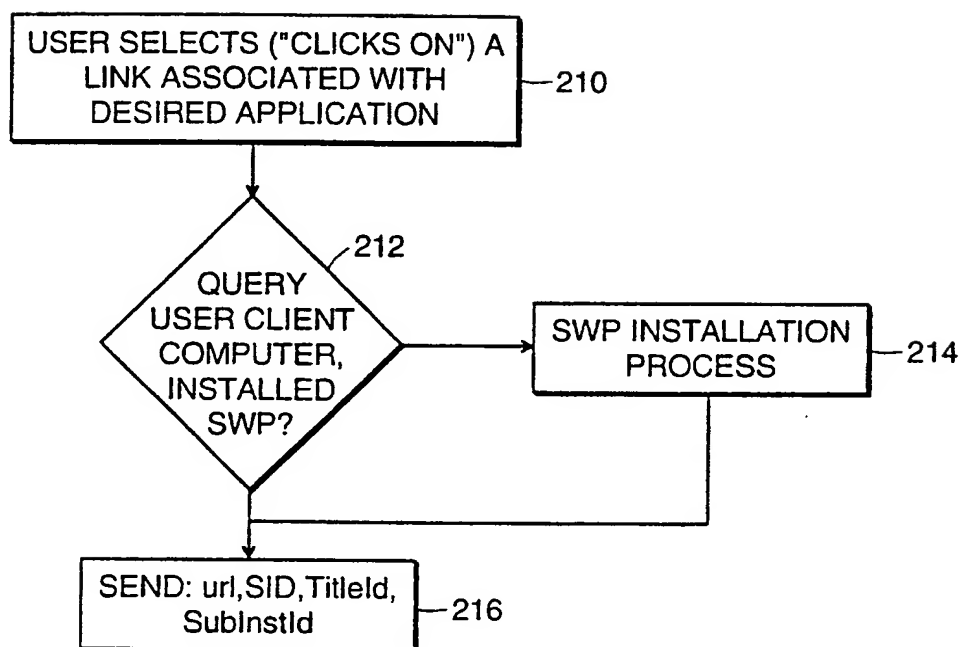 USER SELECTS ("CLICKS ON") A
LINK ASSOCIATED WITH
DESIRED APPLICATION
210
212
QUERY
USER CLIENT
COMPUTER,
INSTALLED
SWP?
SWP INSTALLATION
PROCESS
214
SEND: url,SID,TitleId,
SubInstId
216